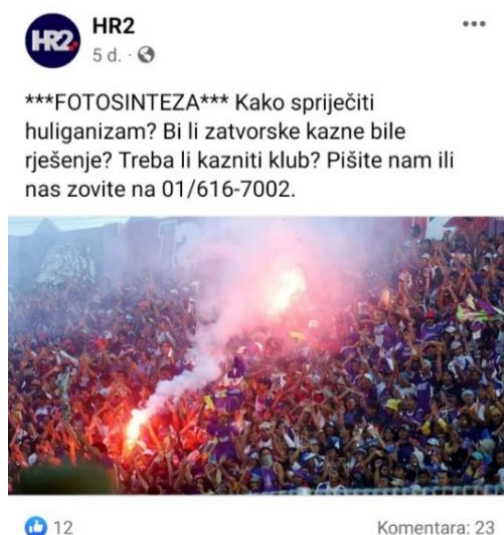 HR2
HR2
5 d. ·
***FOTOSINTEZA*** Kako spriječiti
huliganizam? Bi li zatvorske kazne bile
rješenje? Treba li kazniti klub? Pišite nam ili
nas zovite na 01/616-7002.
12
Komentara: 23